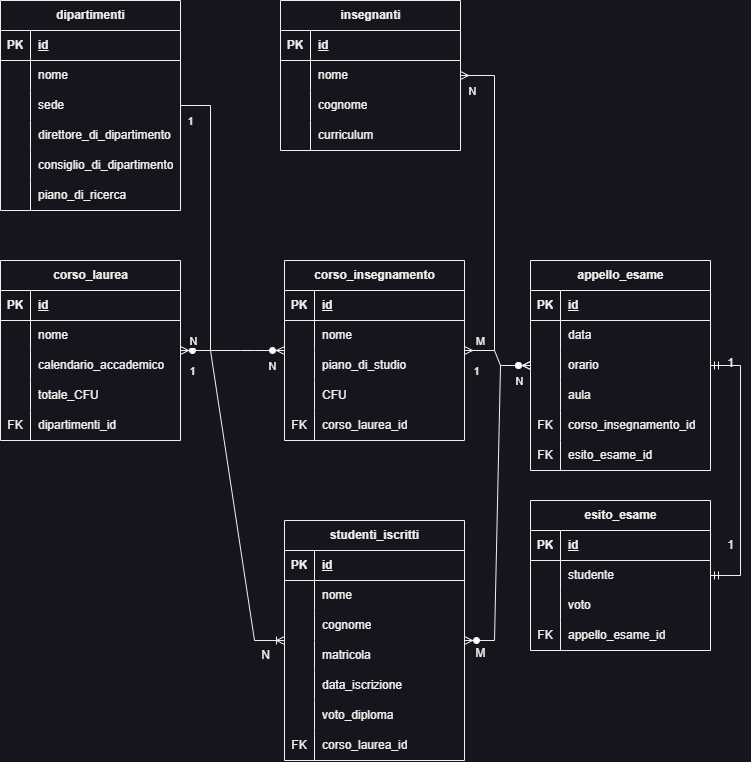 dipartimenti
PK id
nome
sede
direttore_di_dipartimento
consiglio_di_dipartimento
piano_di_ricerca
1
insegnanti
PK id
nome
cognome
curriculum
N
corso_laurea
PK id
nome
calendario_accademico
totale_CFU
FK dipartimenti_id
N
1
N
corso_insegnamento
PK id
nome
piano_di_studio
CFU
FK corso_laurea_id
M
1
N
appello_esame
PK id
data
orario
aula
FK corso_insegnamento_id
FK esito_esame_id
1
1
esito_esame
PK id
studente
voto
FK appello_esame_id
studenti_iscritti
PK id
nome
cognome
matricola
data_iscrizione
voto_diploma
FK corso_laurea_id
N
M